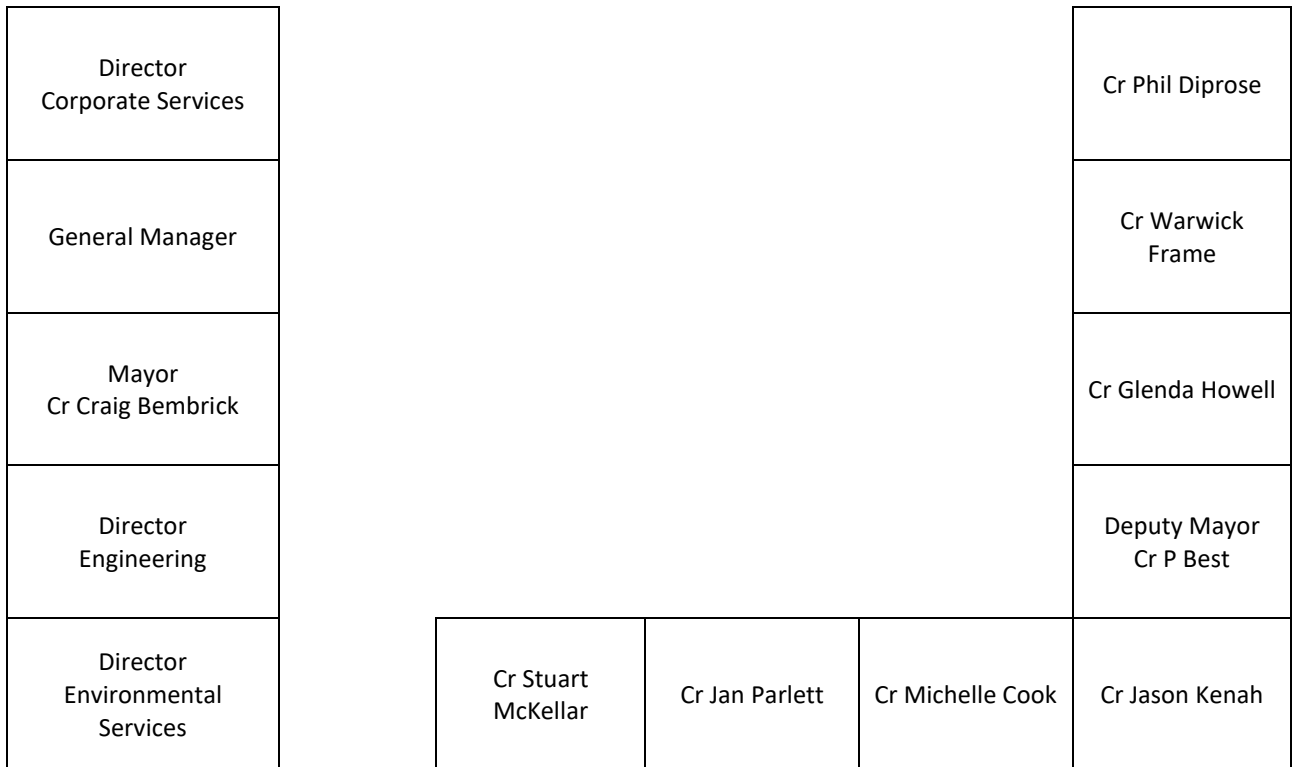 Director
Corporate Services
Cr Phil Diprose
General Manager
Cr Warwick
Frame
Mayor
Cr Craig Bembrick
Cr Glenda Howell
Director
Engineering
Deputy Mayor
Cr P Best
Director
Environmental
Services
Cr Stuart
McKellar
Cr Jan Parlett
Cr Michelle Cook
Cr Jason Kenah